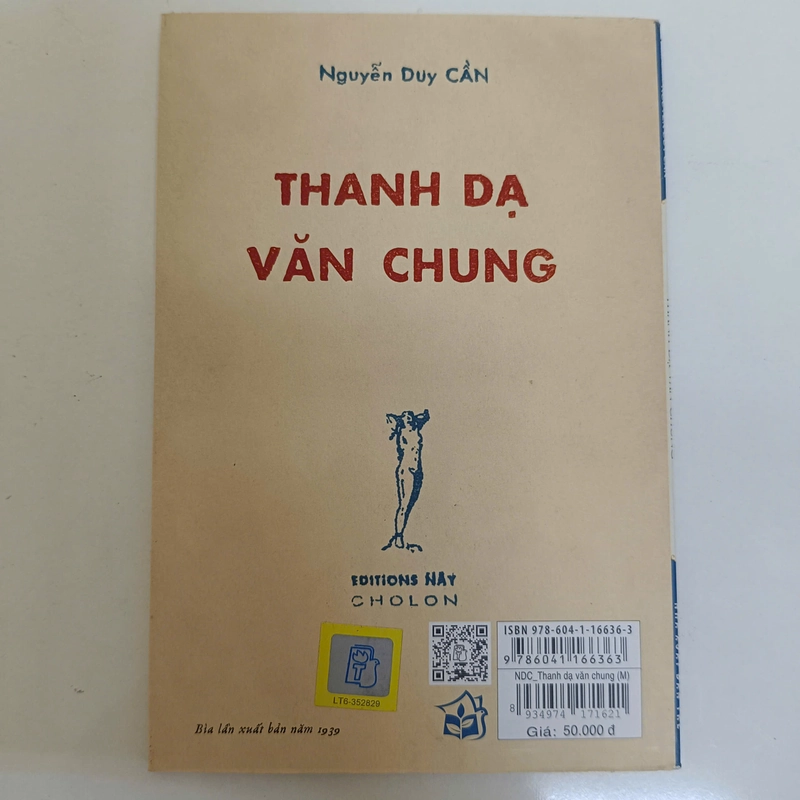 Nguyễn Duy CẦN
THANH DẠ
VĂN CHUNG
EDITIONS NAY
CHOLON
LT6-352829
ISBN 978-604-1-16636-3
9 786041 166363
NDC_Thanh dạ văn chung (M)
8 934974 171621
Giá: 50.000 đ
Bìa lần xuất bản năm 1939